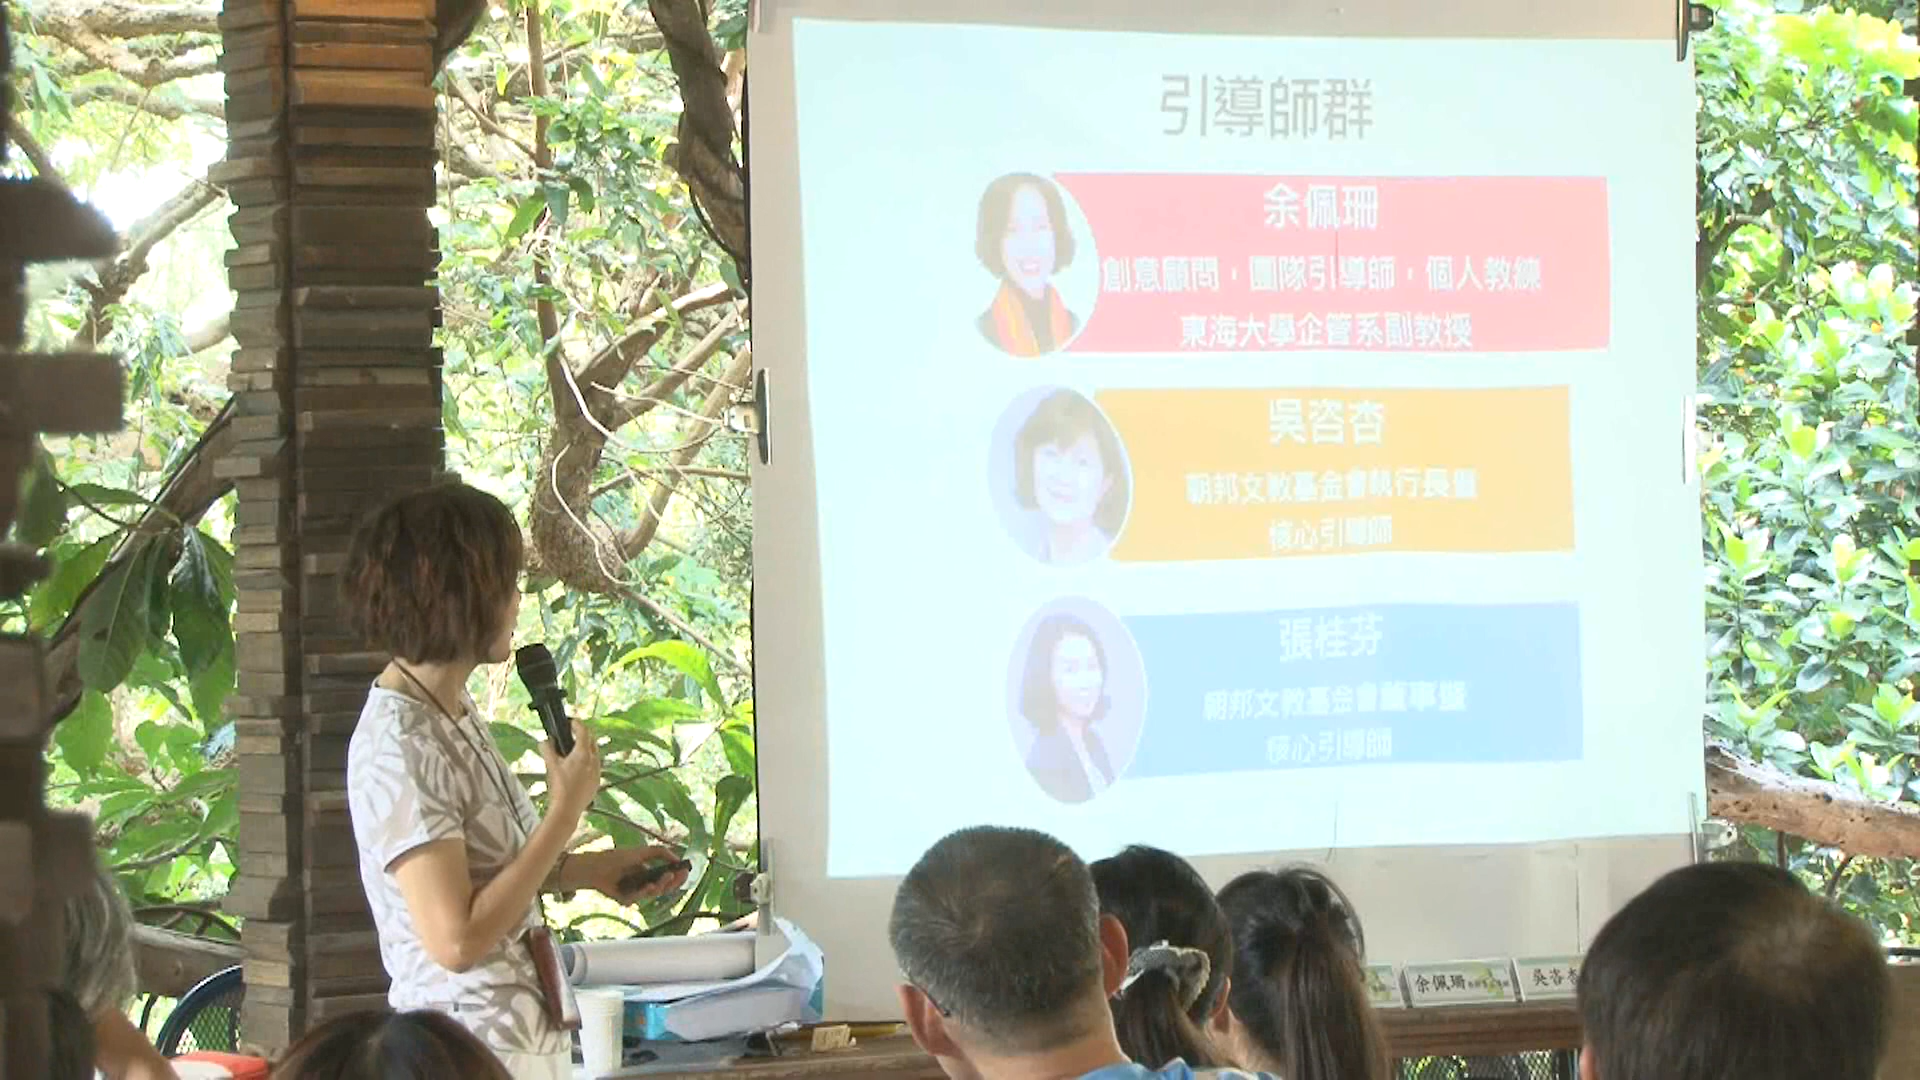 引導師群
余佩珊
創意顧問，團隊引導師，個人教練
東海大學企管系副教授
吳咨杏
朝邦文教基金會執行長暨
核心引導師
張桂芬
朝邦文教基金會董事暨
核心引導師
余佩珊
吳咨杏